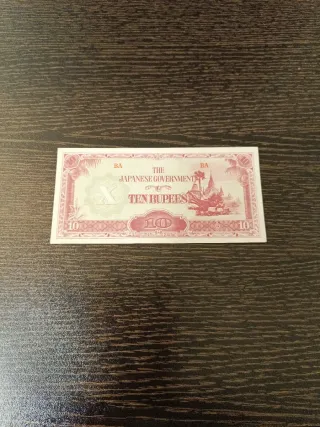 BA BA
THE
JAPANESE GOVERNMENT
TEN RUPEES
10 10